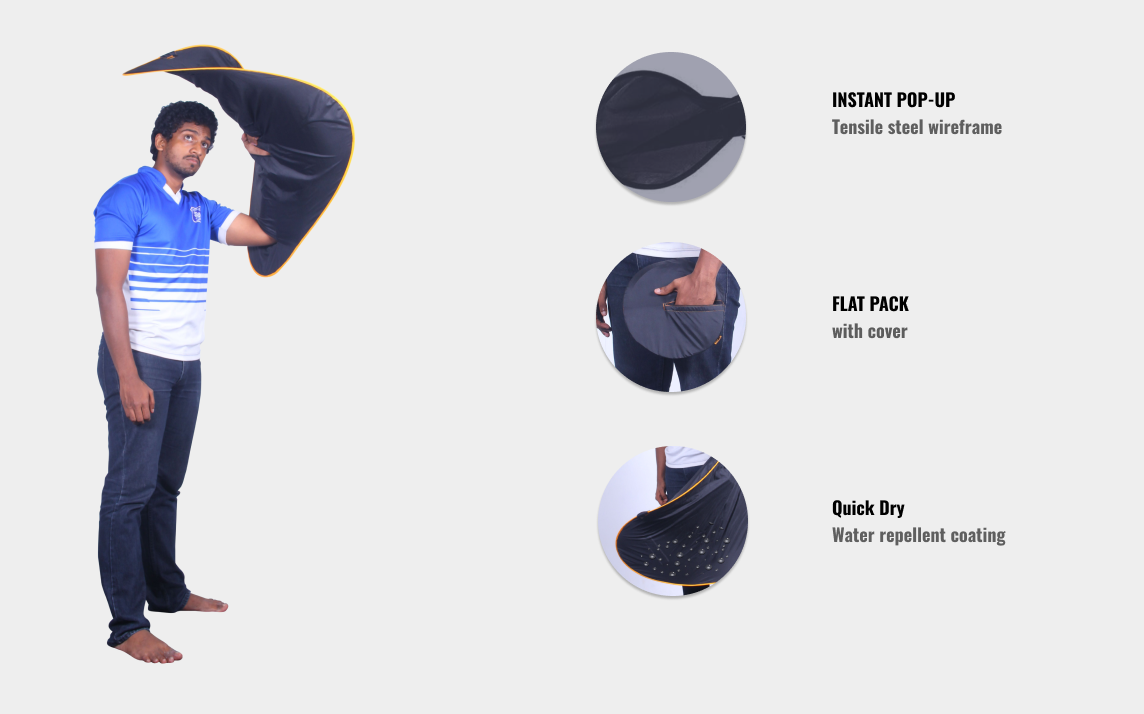 INSTANT POP-UP
Tensile steel wireframe
FLAT PACK
with cover
Quick Dry
Water repellent coating